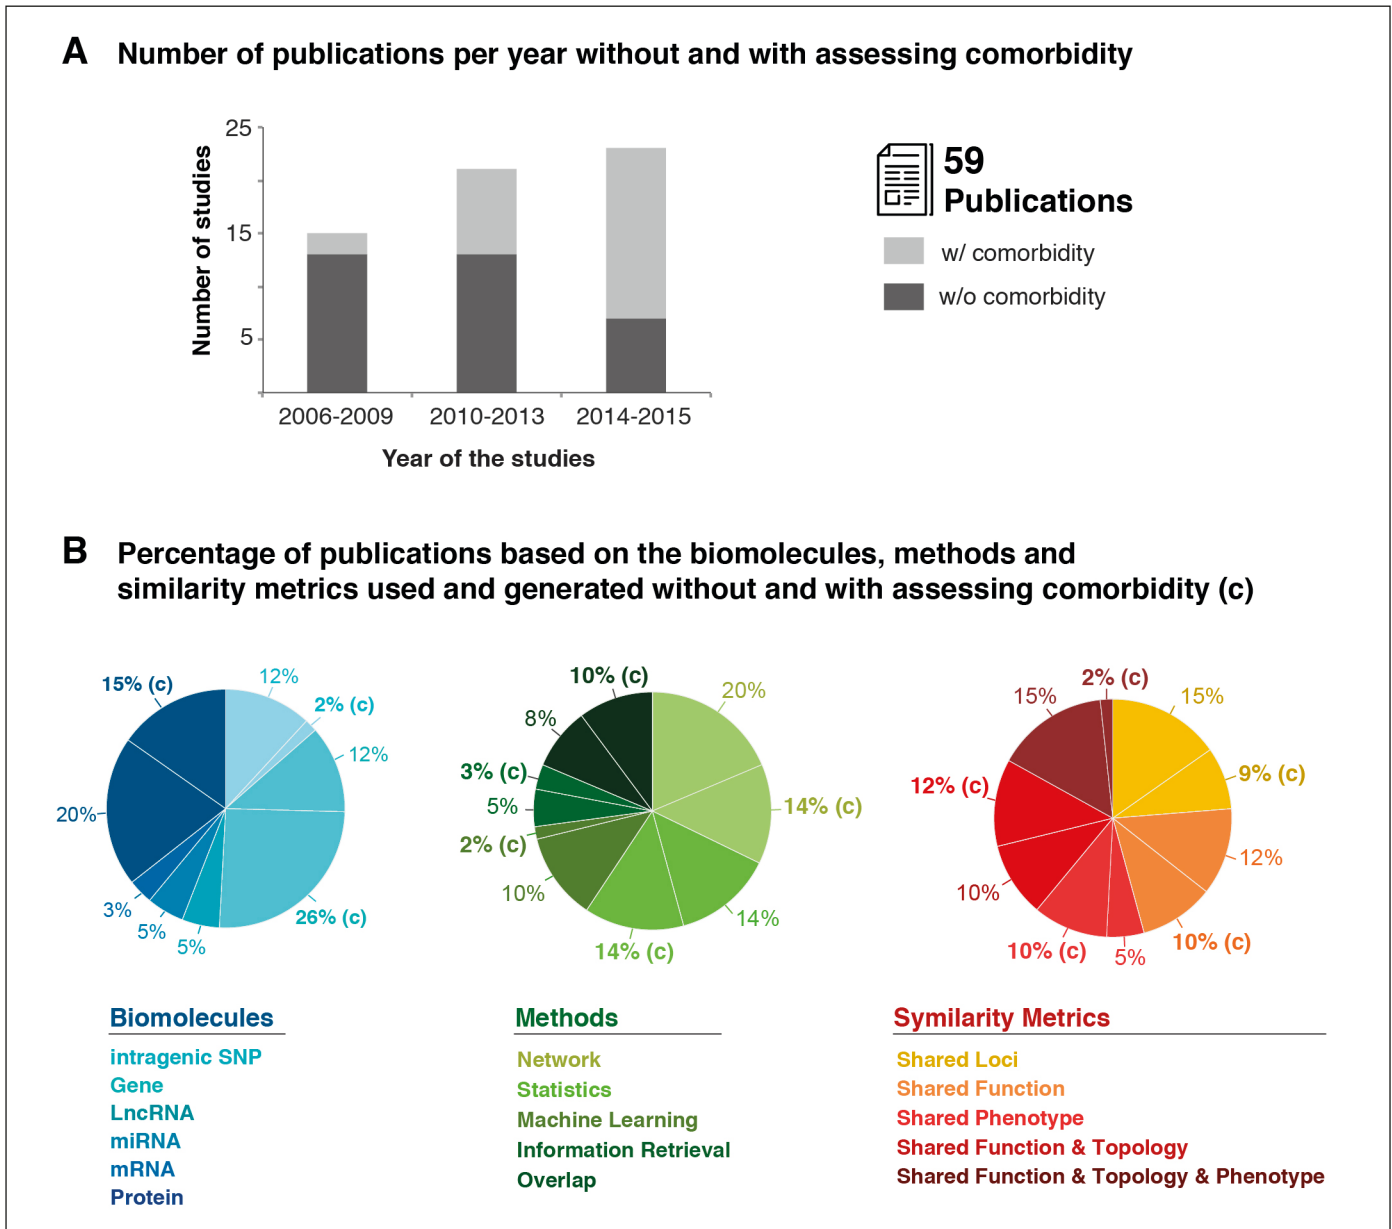 A Number of publications per year without and with assessing comorbidity
25
15
5
Number of studies
2006-2009 2010-2013 2014-2015
Year of the studies
59
Publications
w/ comorbidity
w/o comorbidity
B Percentage of publications based on the biomolecules, methods and
similarity metrics used and generated without and with assessing comorbidity (c)
15% (c)
12%
2% (c)
12%
20%
3%
5%
5%
26% (c)
10% (c)
20%
8%
3% (c)
5%
2% (c)
10%
14% (c)
14%
14% (c)
2% (c)
15%
15%
12% (c)
9% (c)
10%
12%
10% (c)
5%
10% (c)
Biomolecules
intragenic SNP
Gene
LncRNA
miRNA
mRNA
Protein
Methods
Network
Statistics
Machine Learning
Information Retrieval
Overlap
Symilarity Metrics
Shared Loci
Shared Function
Shared Phenotype
Shared Function & Topology
Shared Function & Topology & Phenotype